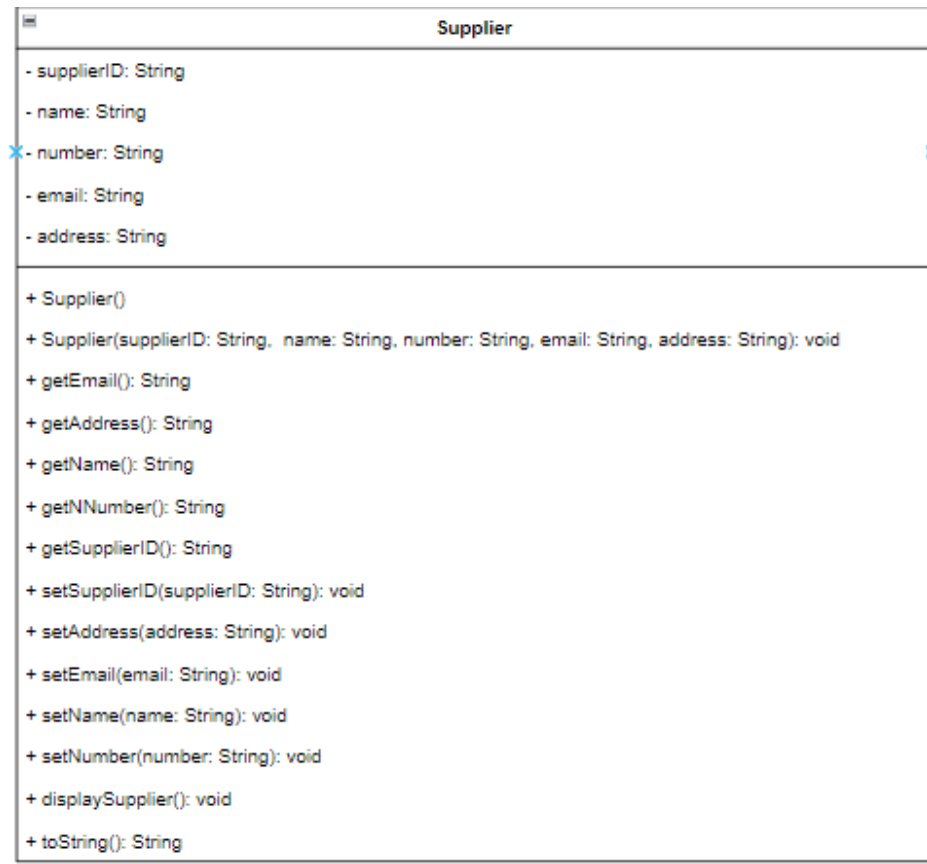 Supplier
- supplierID: String
- name: String
- number: String
- email: String
- address: String
+ Supplier()
+ Supplier(supplierID: String,  name: String, number: String, email: String, address: String): void
+ getEmail(): String
+ getAddress(): String
+ getName(): String
+ getNNumber(): String
+ getSupplierID(): String
+ setSupplierID(supplierID: String): void
+ setAddress(address: String): void
+ setEmail(email: String): void
+ setName(name: String): void
+ setNumber(number: String): void
+ displaySupplier(): void
+ toString(): String